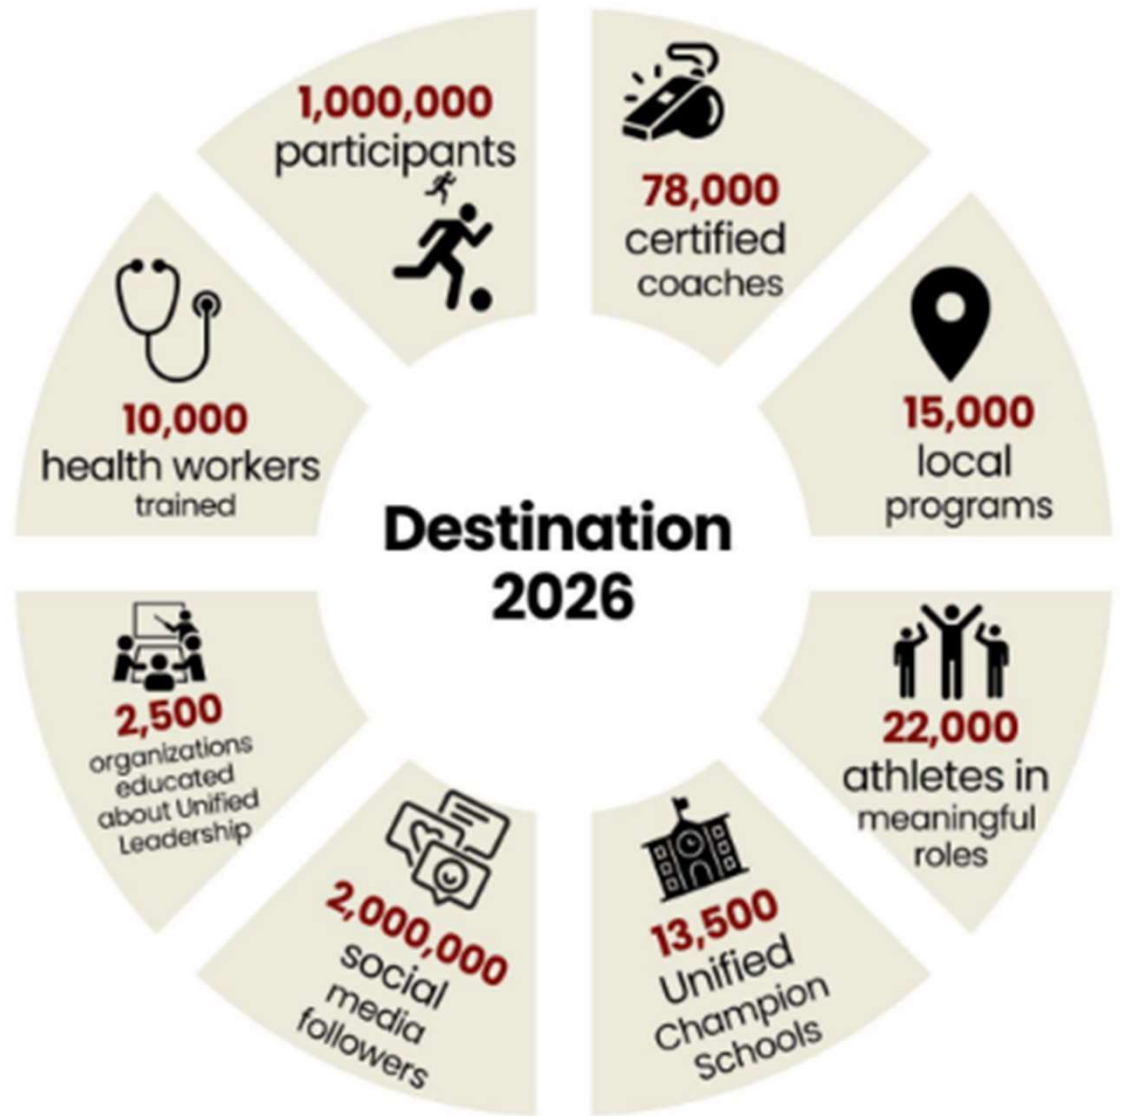 Destination
2026
1,000,000
participants
78,000
certified
coaches
15,000
local
programs
22,000
athletes in
meaningful
roles
13,500
Unified
Champion
Schools
2,000,000
social
media
followers
2,500
organizations
educated
about Unified
Leadership
10,000
health workers
trained